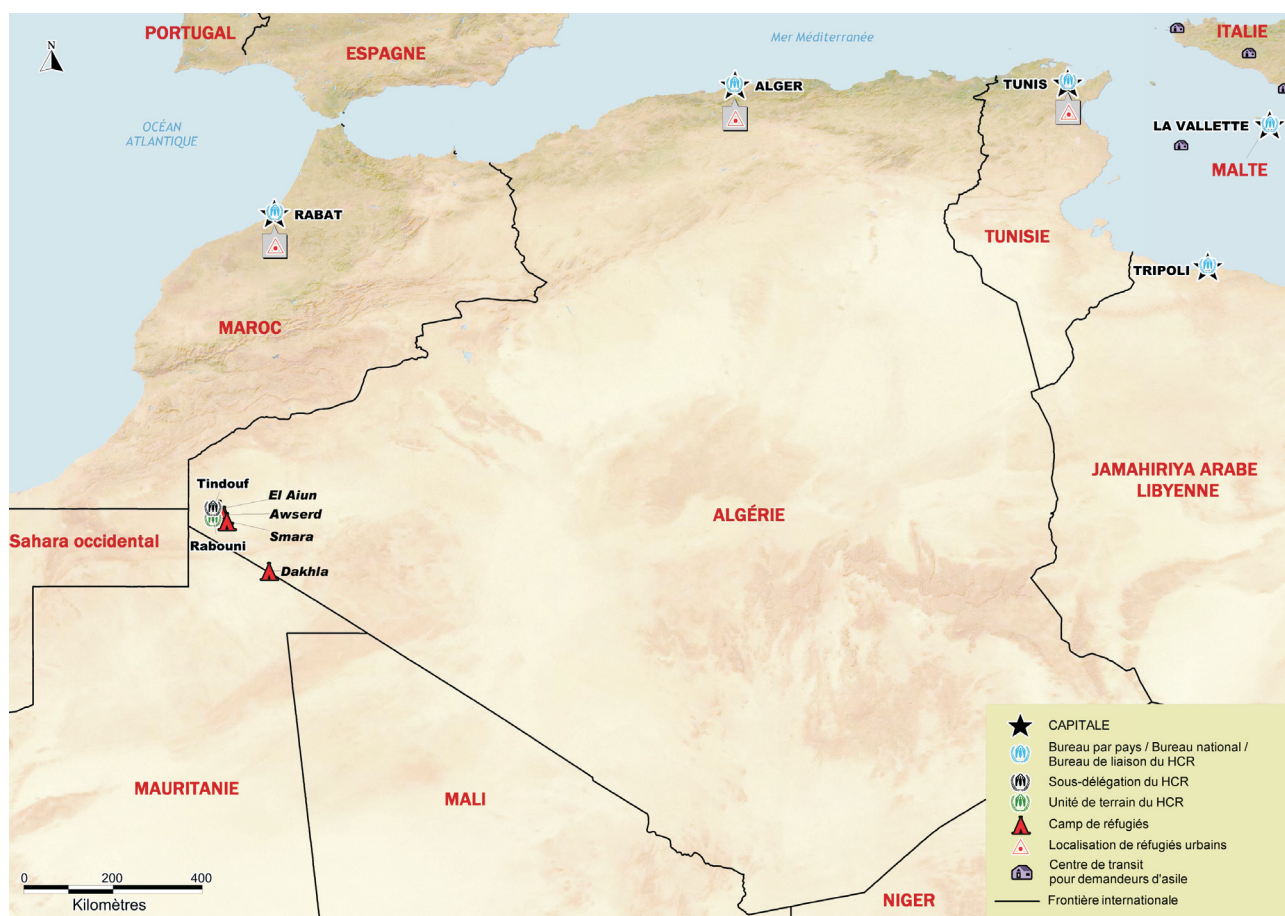 PORTUGAL
ESPAGNE
Mer Méditerranée
ITALIE
N
ALGER
TUNIS
OCÉAN
ATLANTIQUE
LA VALLETTE
MALTE
RABAT
TUNISIE
TRIPOLI
MAROC
JAMAHIRIYA ARABE
LIBYENNE
Tindouf
El Aiun
Awserd
Smara
ALGÉRIE
Sahara occidental
Rabouni
Dakhla
MAURITANIE
MALI
NIGER
CAPITALE
Bureau par pays / Bureau national /
Bureau de liaison du HCR
Sous-délégation du HCR
Unité de terrain du HCR
Camp de réfugiés
Localisation de réfugiés urbains
Centre de transit
pour demandeurs d'asile
Frontière internationale
0 200 400
Kilomètres